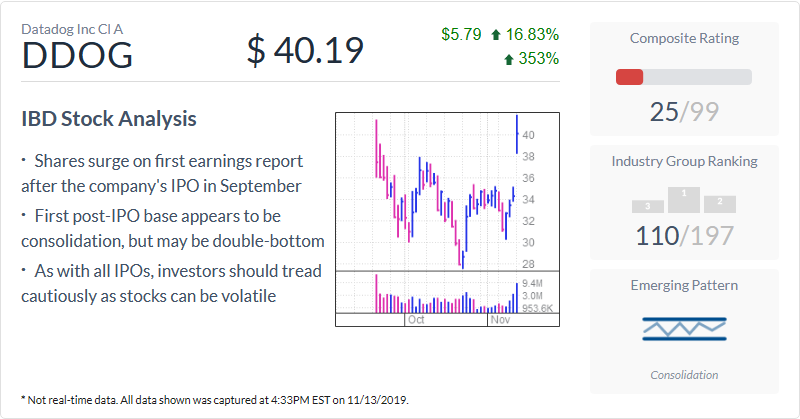 Datadog Inc Cl A
DDOG
$ 40.19
$5.79 16.83%
353%
IBD Stock Analysis
· Shares surge on first earnings report
after the company's IPO in September
· First post-IPO base appears to be
consolidation, but may be double-bottom
· As with all IPOs, investors should tread
cautiously as stocks can be volatile
40
38
36
34
32
30
28
9.4M
3.0M
953.6K
Oct
Nov
Composite Rating
25/99
Industry Group Ranking
3
1
2
110/197
Emerging Pattern
Consolidation
* Not real-time data. All data shown was captured at 4:33PM EST on 11/13/2019.